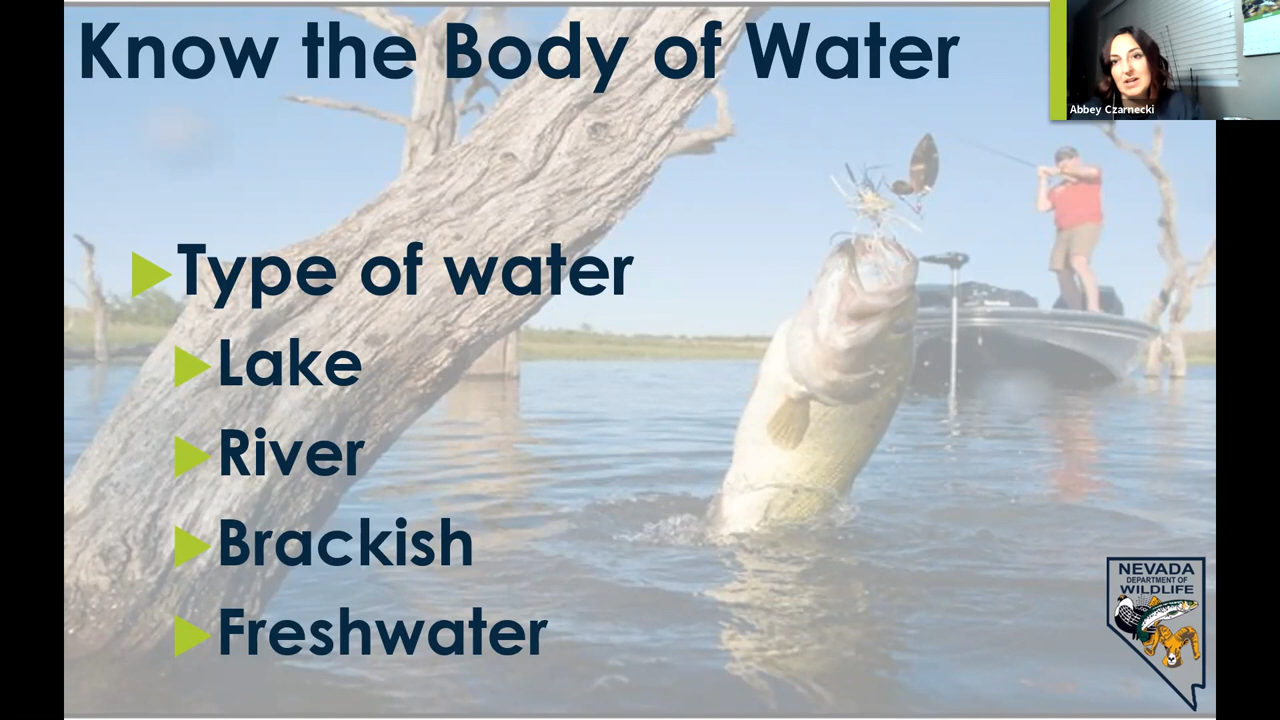 Know the Body of Water
Abbey Czarnecki
Type of water
Lake
River
Brackish
Freshwater
NEVADA
DEPARTMENT OF
WILDLIFE